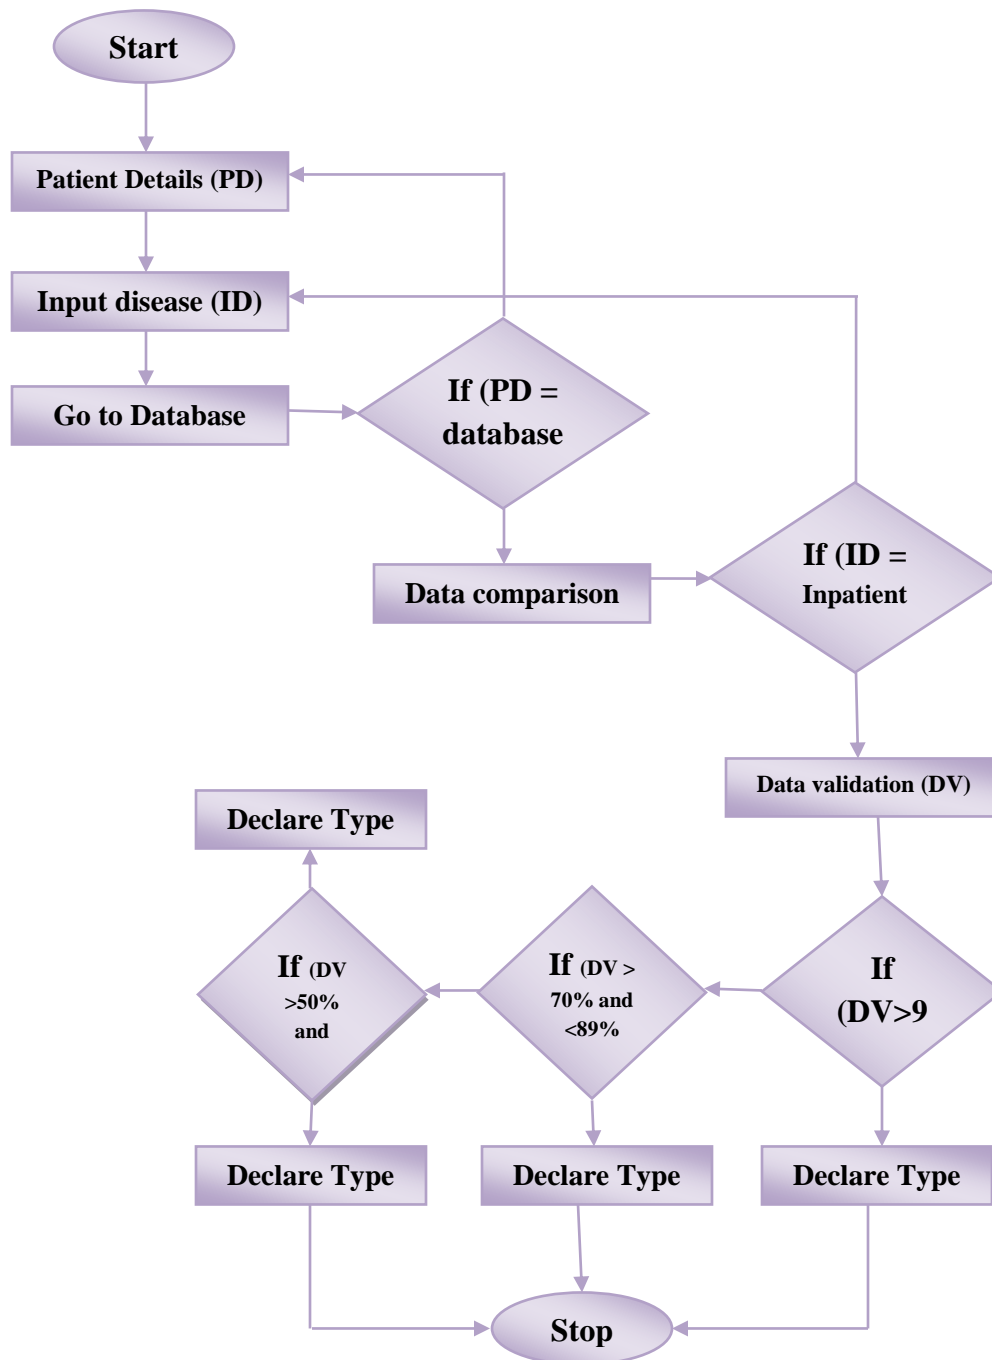 Start
Patient Details (PD)
Input disease (ID)
Go to Database
If (PD =
database
Data comparison
If (ID =
Inpatient
Data validation (DV)
Declare Type
If (DV
>50%
and
If (DV >
70% and
<89%
If
(DV>9
Declare Type
Declare Type
Declare Type
Stop